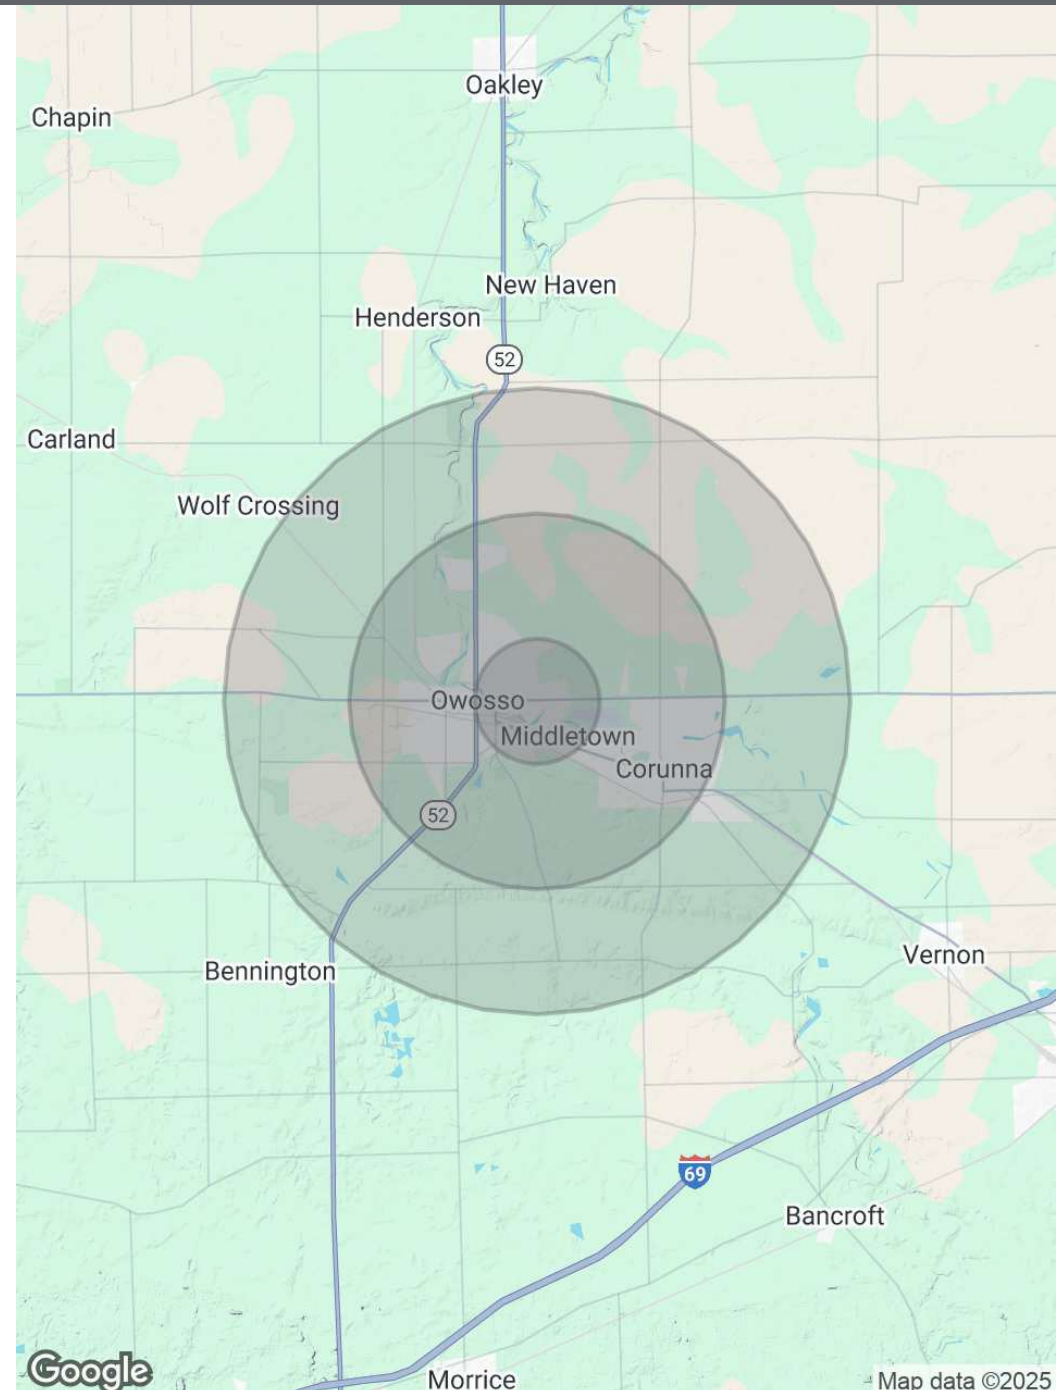 Oakley
Chapin
New Haven
Henderson
52
Carland
Wolf Crossing
Owosso
Middletown
Corunna
52
Vernon
Bennington
69
Bancroft
Google
Morrice
Map data ©2025